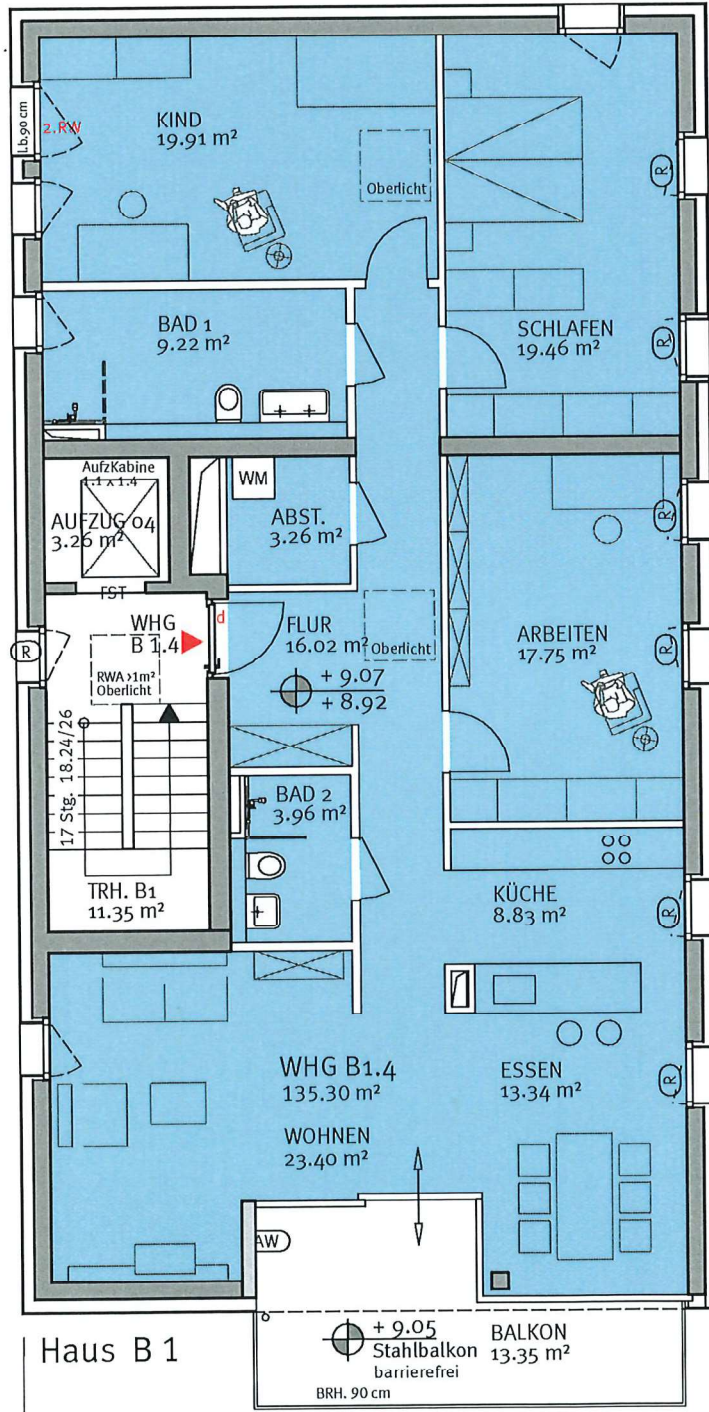 l.b.90 cm
2.RW
KIND
19.91 m²
Oberlicht
R
BAD 1
9.22 m²
SCHLAFEN
19.46 m²
R
AufzKabine
1.1 x 1.4
AUFZUG 04
3.26 m²
FST
WM
ABST.
3.26 m²
R
WHG
B 1.4
d
R
RWA >1m²
Oberlicht
FLUR
16.02 m²
Oberlicht
+ 9.07
+ 8.92
ARBEITEN
17.75 m²
R
17 Stg. 18.24/26
BAD 2
3.96 m²
TRH. B1
11.35 m²
KÜCHE
8.83 m²
R
WHG B1.4
135.30 m²
ESSEN
13.34 m²
R
WOHNEN
23.40 m²
AW
Haus B 1
+ 9.05
Stahlbalkon
barrierefrei
BALKON
13.35 m²
BRH. 90 cm